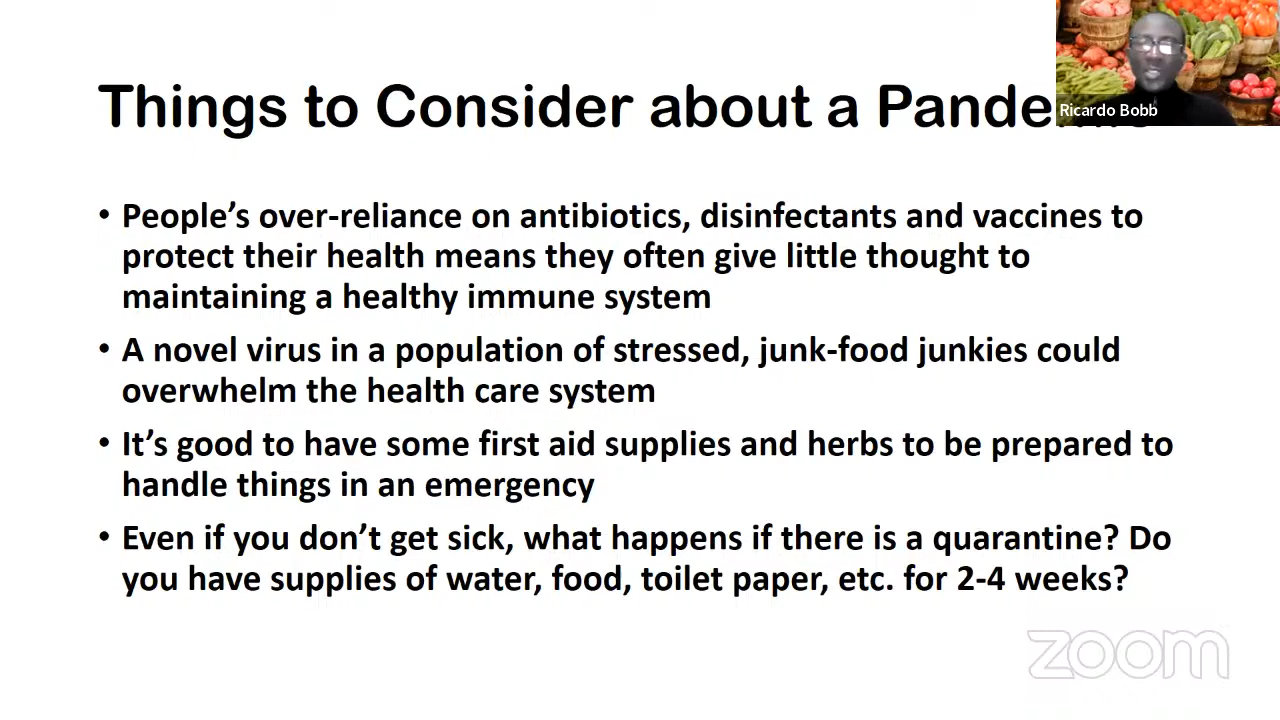 Things to Consider about a
Ricardo Bobb
• People’s over-reliance on antibiotics, disinfectants and vaccines to
protect their health means they often give little thought to
maintaining a healthy immune system
• A novel virus in a population of stressed, junk-food junkies could
overwhelm the health care system
• It’s good to have some first aid supplies and herbs to be prepared to
handle things in an emergency
• Even if you don’t get sick, what happens if there is a quarantine? Do
you have supplies of water, food, toilet paper, etc. for 2-4 weeks?
zoom